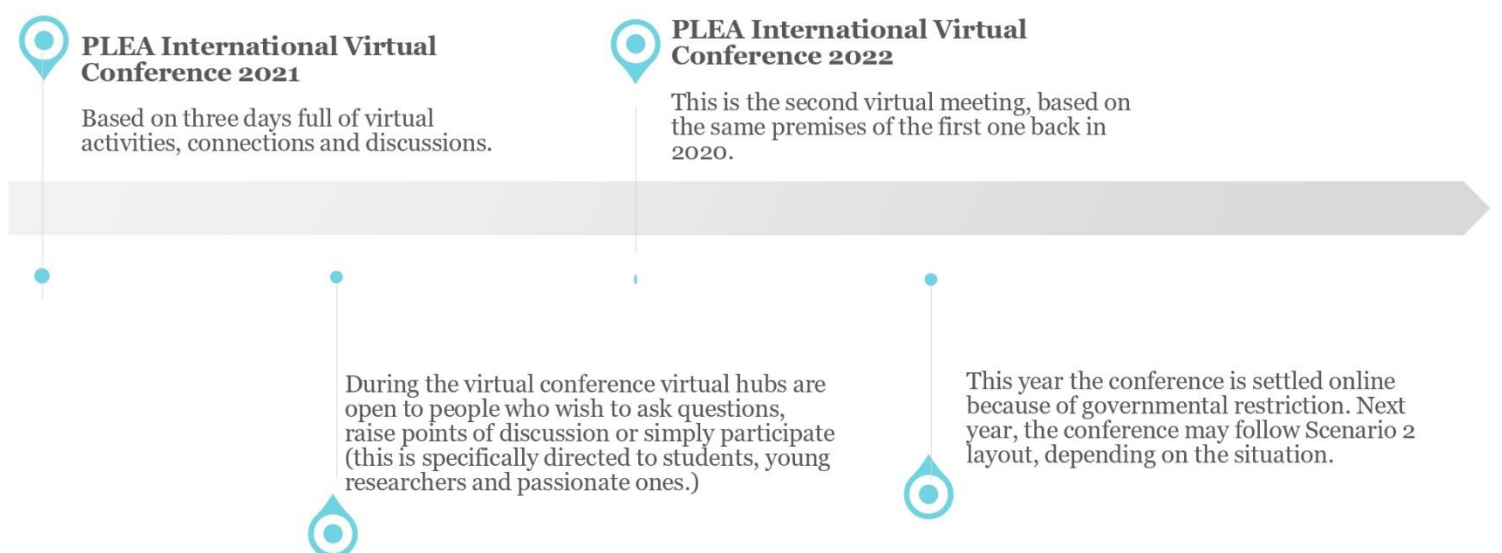 PLEA International Virtual
Conference 2021
Based on three days full of virtual
activities, connections and discussions.
PLEA International Virtual
Conference 2022
This is the second virtual meeting, based on
the same premises of the first one back in
2020.
During the virtual conference virtual hubs are
open to people who wish to ask questions,
raise points of discussion or simply participate
(this is specifically directed to students, young
researchers and passionate ones.)
This year the conference is settled online
because of governmental restriction. Next
year, the conference may follow Scenario 2
layout, depending on the situation.